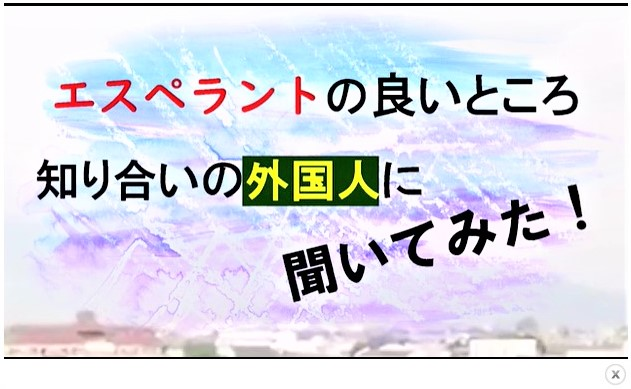 エスペラントの良いところ
知り合いの外国人に
聞いてみた！